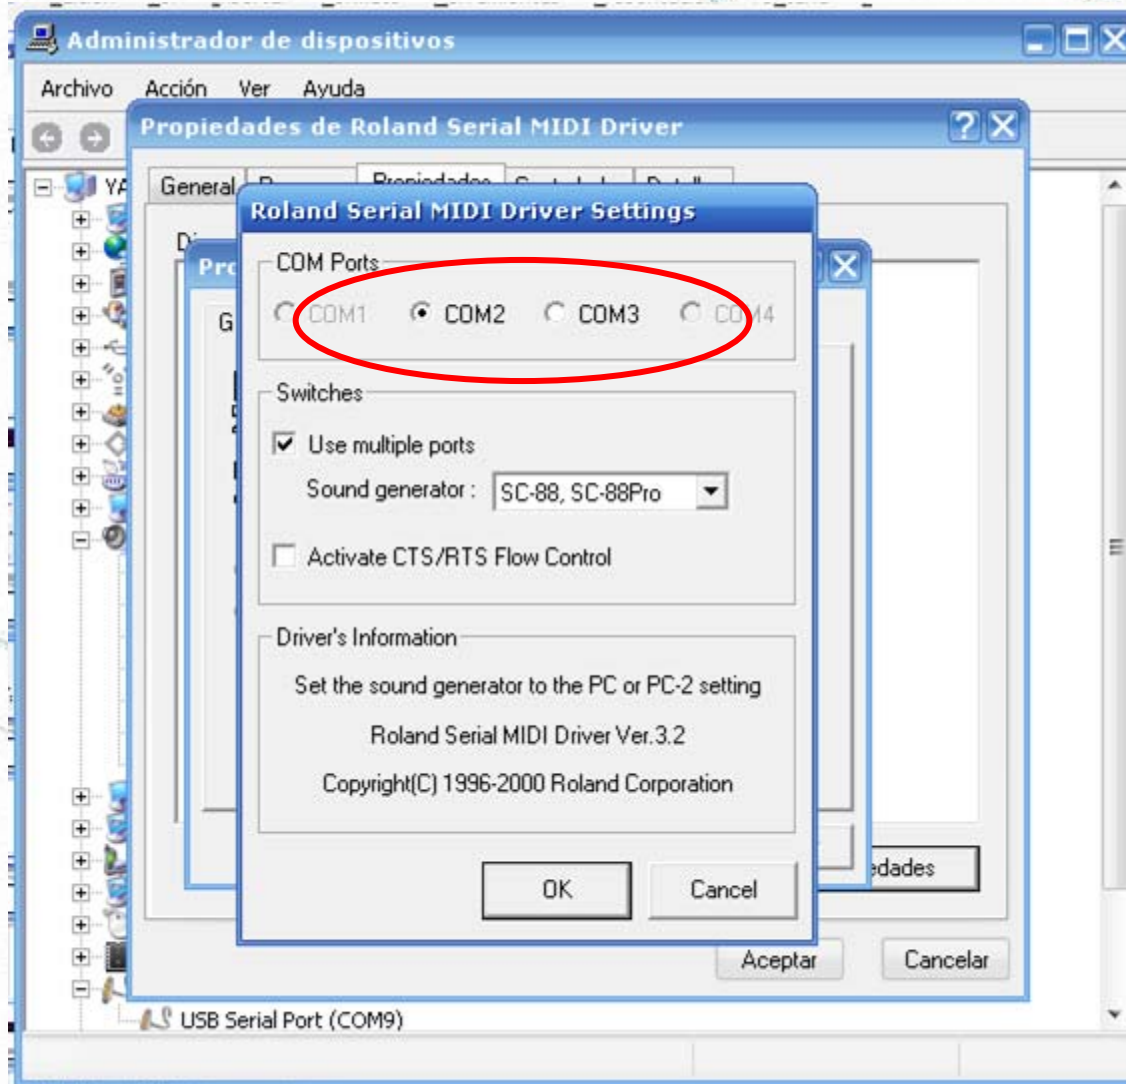 Administrador de dispositivos
Archivo Acción Ver Ayuda
Propiedades de Roland Serial MIDI Driver
General Propiedades
Roland Serial MIDI Driver Settings
COM Ports
COM1 COM2 COM3 COM4
Switches
Use multiple ports
Sound generator : SC-88, SC-88Pro
Activate CTS/RTS Flow Control
Driver's Information
Set the sound generator to the PC or PC-2 setting
Roland Serial MIDI Driver Ver.3.2
Copyright(C) 1996-2000 Roland Corporation
OK Cancel
edades
Aceptar Cancelar
USB Serial Port (COM9)